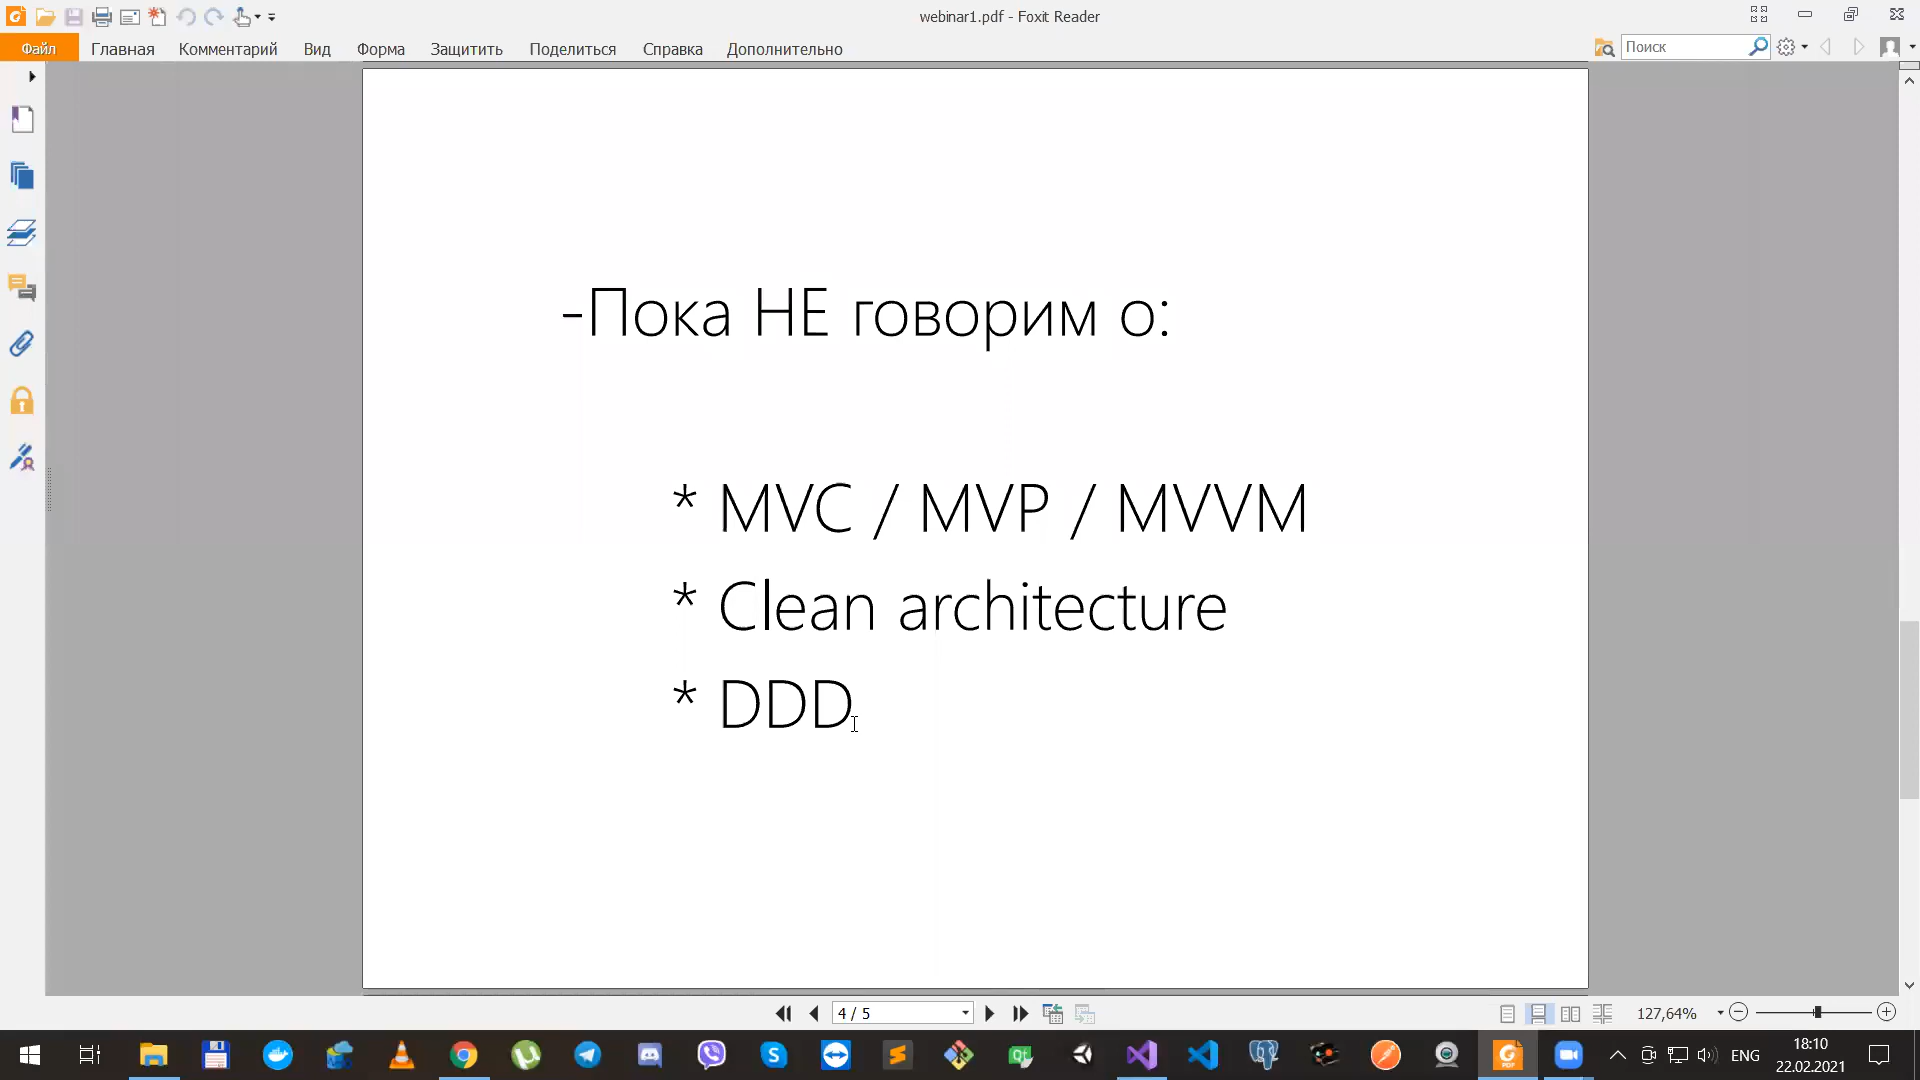 webinar1.pdf - Foxit Reader
Файл Главная Комментарий Вид Форма Защитить Поделиться Справка Дополнительно Поиск
-Пока НЕ говорим о:
* MVC / MVP / MVVM
* Clean architecture
* DDD
4 / 5
127,64%
ENG
18:10
22.02.2021